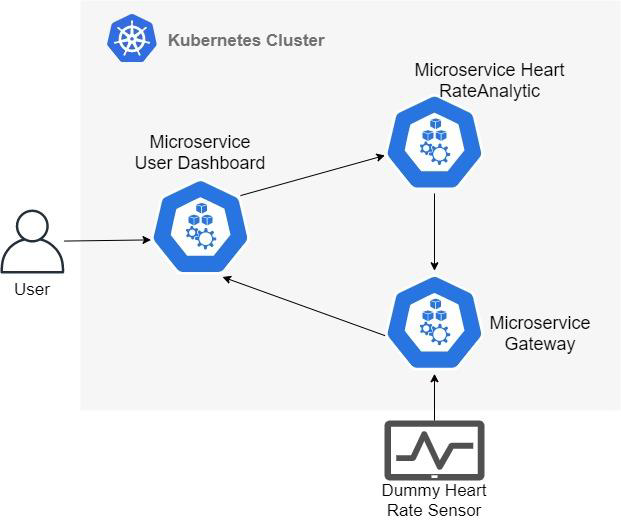 Kubernetes Cluster
Microservice Heart
RateAnalytic
Microservice
User Dashboard
User
Microservice
Gateway
Dummy Heart
Rate Sensor